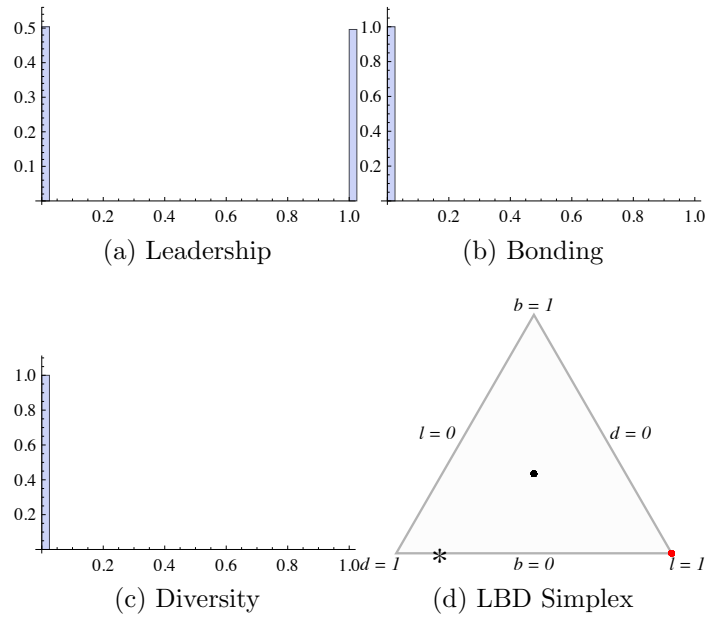 0.5
0.4
0.3
0.2
0.1
0.2 0.4 0.6 0.8 1.0
(a) Leadership
1.0
0.8
0.6
0.4
0.2
0.2 0.4 0.6 0.8 1.0
(b) Bonding
1.0
0.8
0.6
0.4
0.2
0.2 0.4 0.6 0.8 1.0
(c) Diversity
b = 1
l = 0 d = 0
*
d = 1 b = 0 l = 1
(d) LBD Simplex